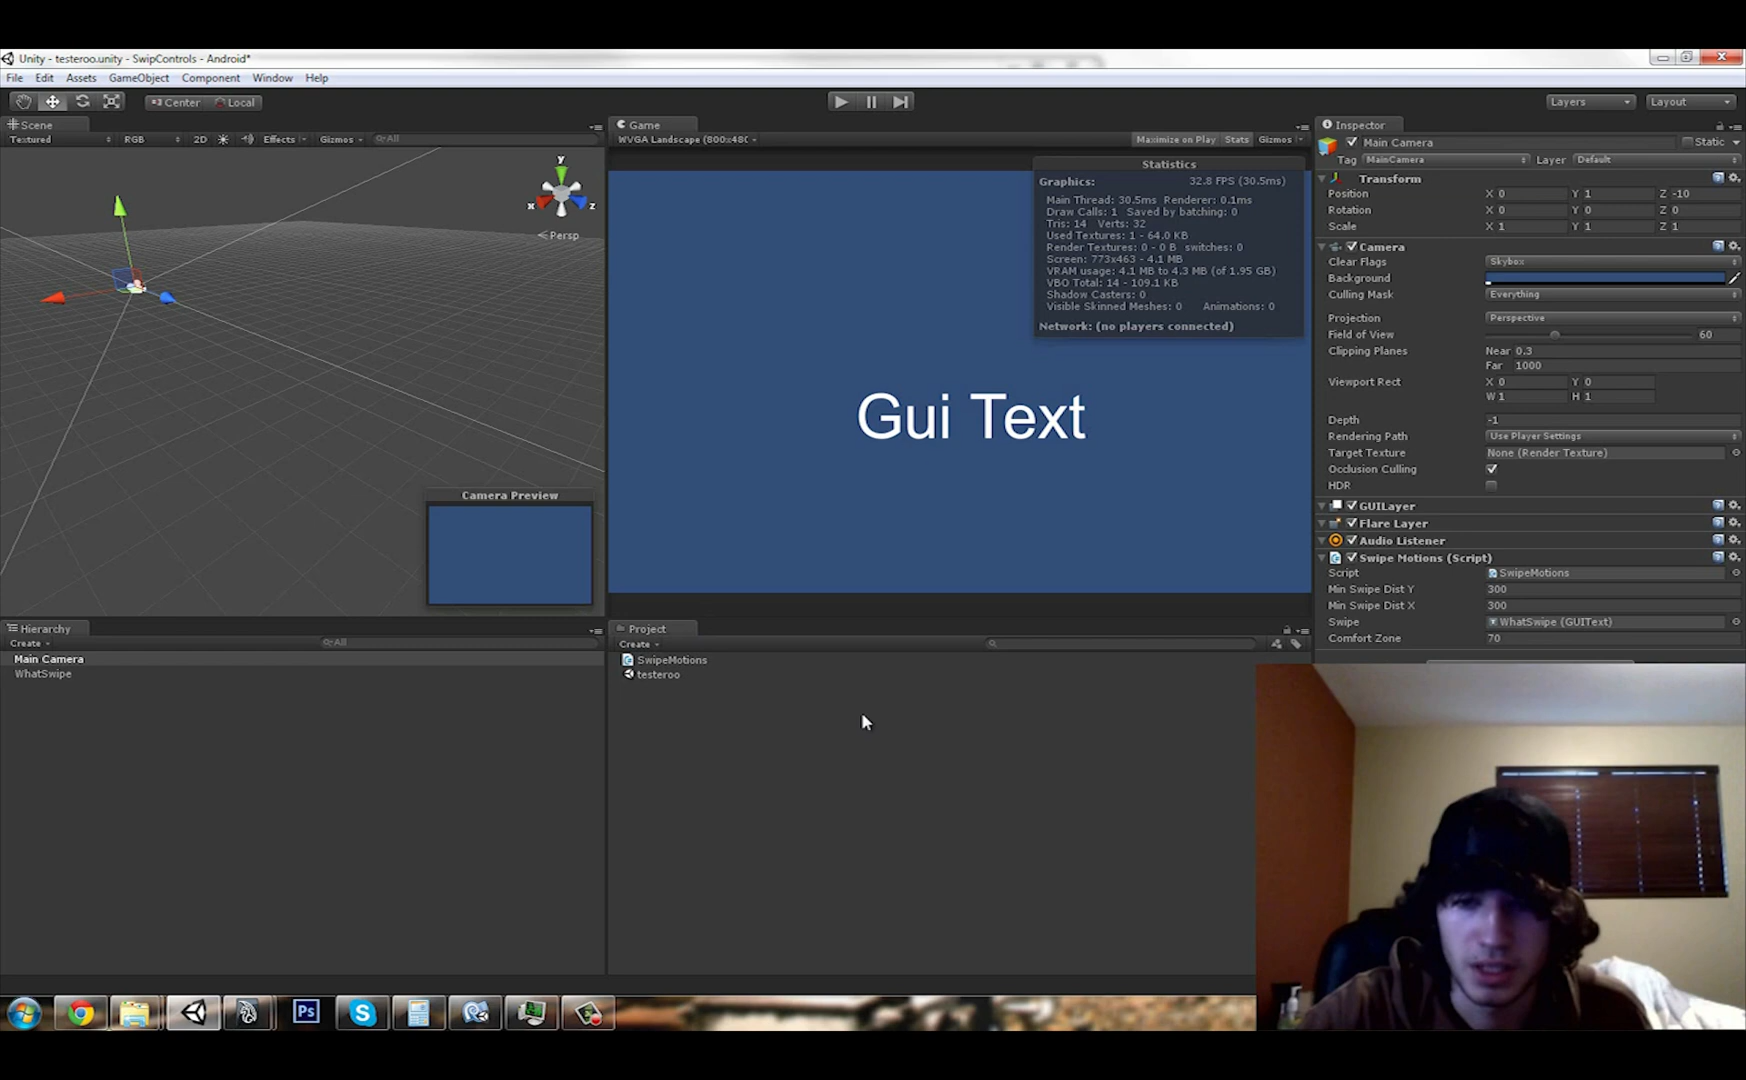 Unity - testeroo.unity - SwipControls - Android*
File Edit Assets GameObject Component Window Help
Center Local
Layers Layout
Scene
Textured RGB 2D Effects Gizmos All
y
x z
Persp
Camera Preview
Game
WVGA Landscape (800x48( Maximize on Play Stats Gizmos
Statistics
Graphics: 32.8 FPS (30.5ms)
Main Thread: 30.5ms Renderer: 0.1ms
Draw Calls: 1 Saved by batching: 0
Tris: 14 Verts: 32
Used Textures: 1 - 64.0 KB
Render Textures: 0 - 0 B switches: 0
Screen: 773x463 - 4.1 MB
VRAM usage: 4.1 MB to 4.3 MB (of 1.95 GB)
VBO Total: 14 - 109.1 KB
Shadow Casters: 0
Visible Skinned Meshes: 0 Animations: 0
Network: (no players connected)
Gui Text
Inspector
Main Camera Static
Tag MainCamera Layer Default
Transform
Position X 0 Y 1 Z -10
Rotation X 0 Y 0 Z 0
Scale X 1 Y 1 Z 1
Camera
Clear Flags Skybox
Background
Culling Mask Everything
Projection Perspective
Field of View 60
Clipping Planes Near 0.3
Far 1000
Viewport Rect X 0 Y 0
W 1 H 1
Depth -1
Rendering Path Use Player Settings
Target Texture None (Render Texture)
Occlusion Culling
HDR
GUILayer
Flare Layer
Audio Listener
Swipe Motions (Script)
Script SwipeMotions
Min Swipe Dist Y 300
Min Swipe Dist X 300
Swipe WhatSwipe (GUIText)
Comfort Zone 70
Hierarchy
Create All
Main Camera
WhatSwipe
Project
Create
SwipeMotions
testeroo
Ps